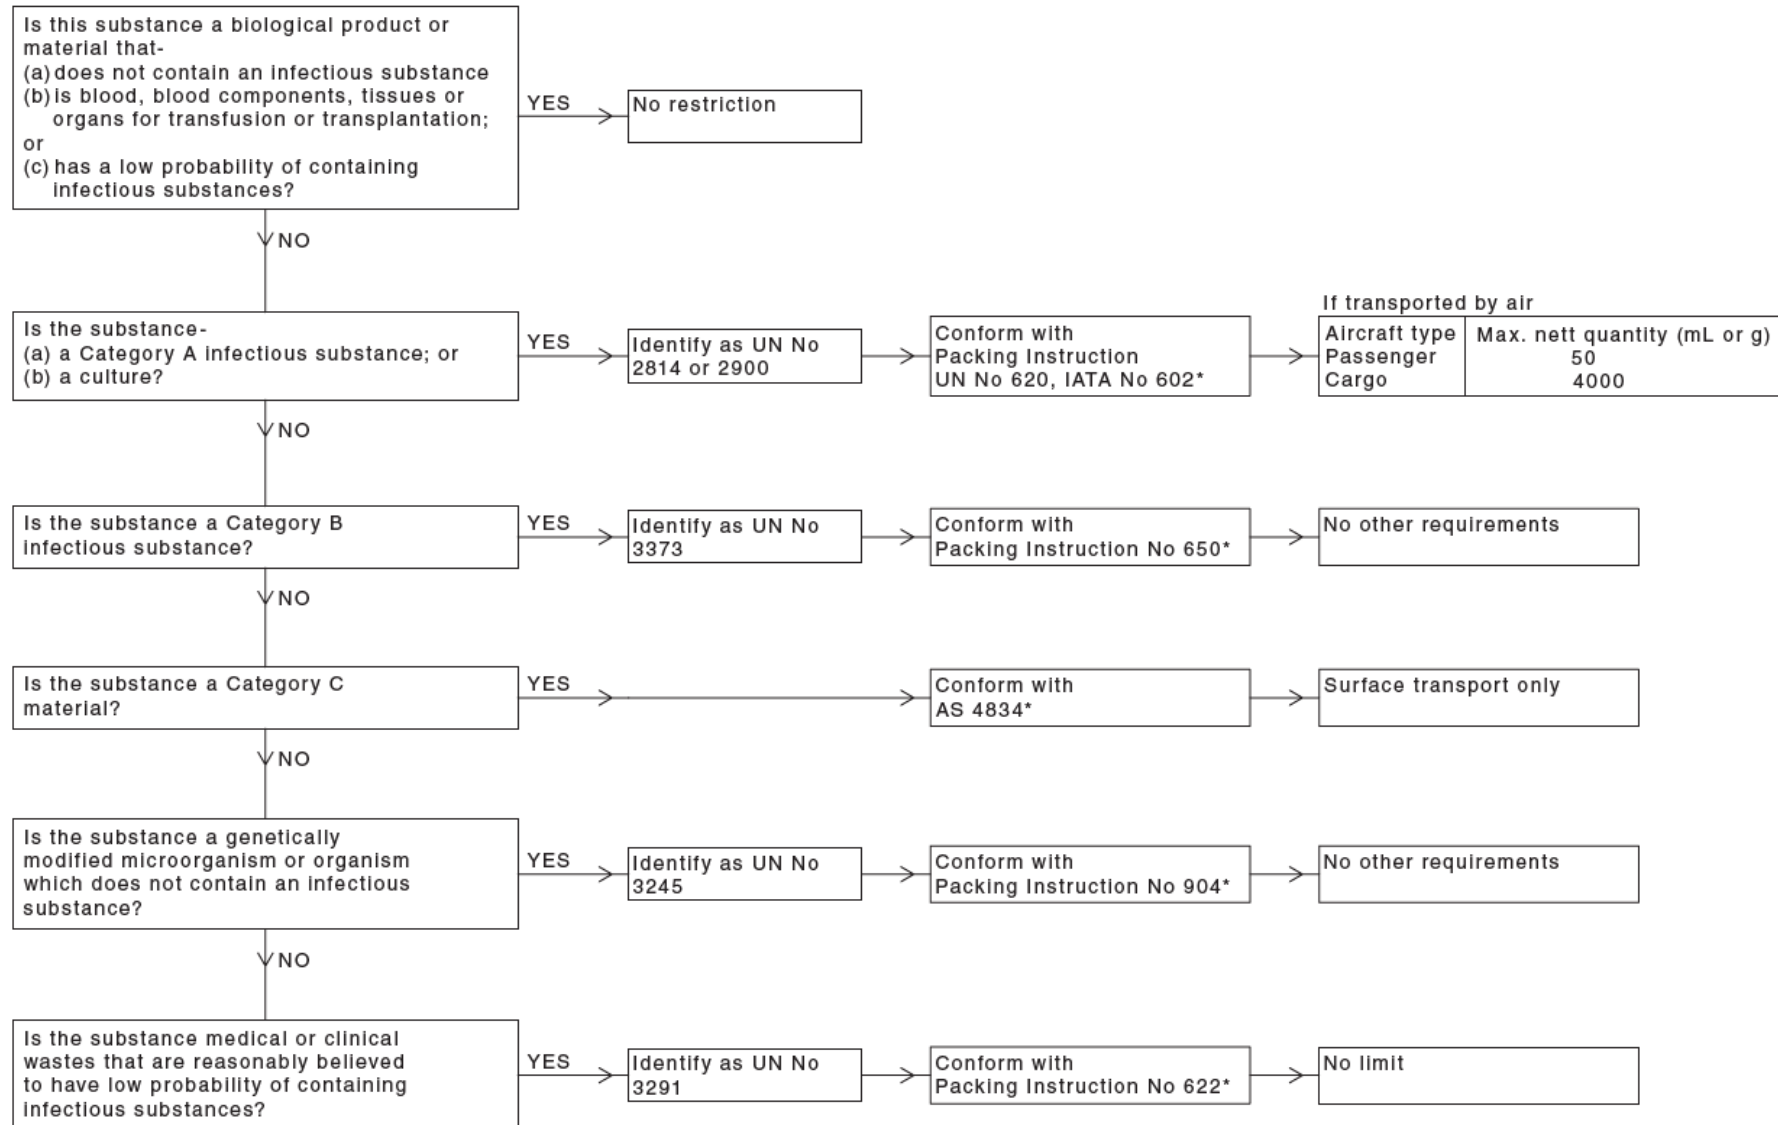 Is this substance a biological product or
material that-
(a) does not contain an infectious substance
(b) is blood, blood components, tissues or
organs for transfusion or transplantation;
or
(c) has a low probability of containing
infectious substances?
YES
No restriction
NO
Is the substance-
(a) a Category A infectious substance; or
(b) a culture?
YES
Identify as UN No
2814 or 2900
Conform with
Packing Instruction
UN No 620, IATA No 602*
If transported by air
Aircraft type Max. nett quantity (mL or g)
Passenger 50
Cargo 4000
NO
Is the substance a Category B
infectious substance?
YES
Identify as UN No
3373
Conform with
Packing Instruction No 650*
No other requirements
NO
Is the substance a Category C
material?
YES
Conform with
AS 4834*
Surface transport only
NO
Is the substance a genetically
modified microorganism or organism
which does not contain an infectious
substance?
YES
Identify as UN No
3245
Conform with
Packing Instruction No 904*
No other requirements
NO
Is the substance medical or clinical
wastes that are reasonably believed
to have low probability of containing
infectious substances?
YES
Identify as UN No
3291
Conform with
Packing Instruction No 622*
No limit